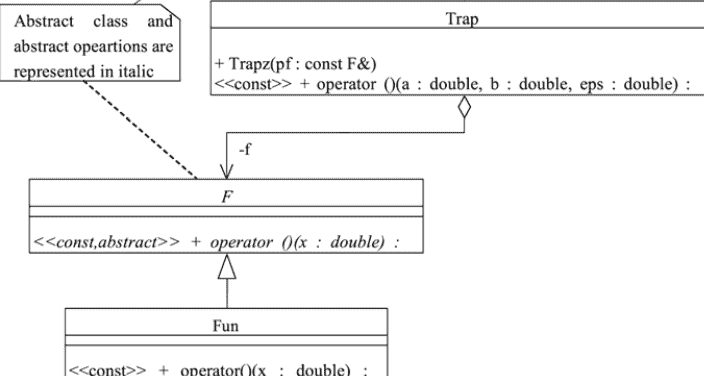 Abstract class and
abstract opeartions are
represented in italic
Trap
+ Trapz(pf : const F&)
<<const>> + operator ()(a : double, b : double, eps : double) :
-f
F
<<const,abstract>> + operator ()(x : double) :
Fun
<<const>> + operator()(x : double) :